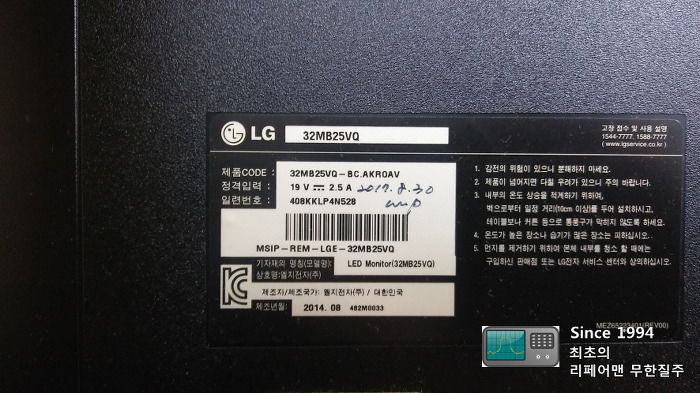 LG 32MB25VQ
고장 접수 및 사용 설명
1544-7777, 1588-7777
( www.lgservice.co.kr )
제품CODE : 32MB25VQ-BC.AKROAV
정격입력 : 19 V 2.5 A 2017.8.30
일련번호 : 408KKLP4N528
MSIP-REM-LGE-32MB25VQ
기자재의 명칭(모델명):
상호명:엘지전자(주)
LED Monitor(32MB25VQ)
제조자/제조국가: 엘지전자(주) / 대한민국
제조년월: 2014. 08 482M0033
1. 감전의 위험이 있으니 분해하지 마세요.
2. 제품이 넘어지면 다칠 우려가 있으니 주의 바랍니다.
3. 내부의 온도 상승을 적게하기 위하여,
벽으로부터 일정 거리(10cm 이상)를 두어 설치하시고,
테이블보나 커튼 등으로 통풍구가 막히지 않도록 하세요.
4. 온도가 높은 장소나 습기가 많은 장소는 피하십시오.
5. 먼지를 제거하기 위하여 본체 내부를 청소 할 때에는
구입하신 판매점 또는 LG전자 서비스 센터와 상의하십시오.
(REV00)
Since 1994
최초의
리페어맨 무한질주